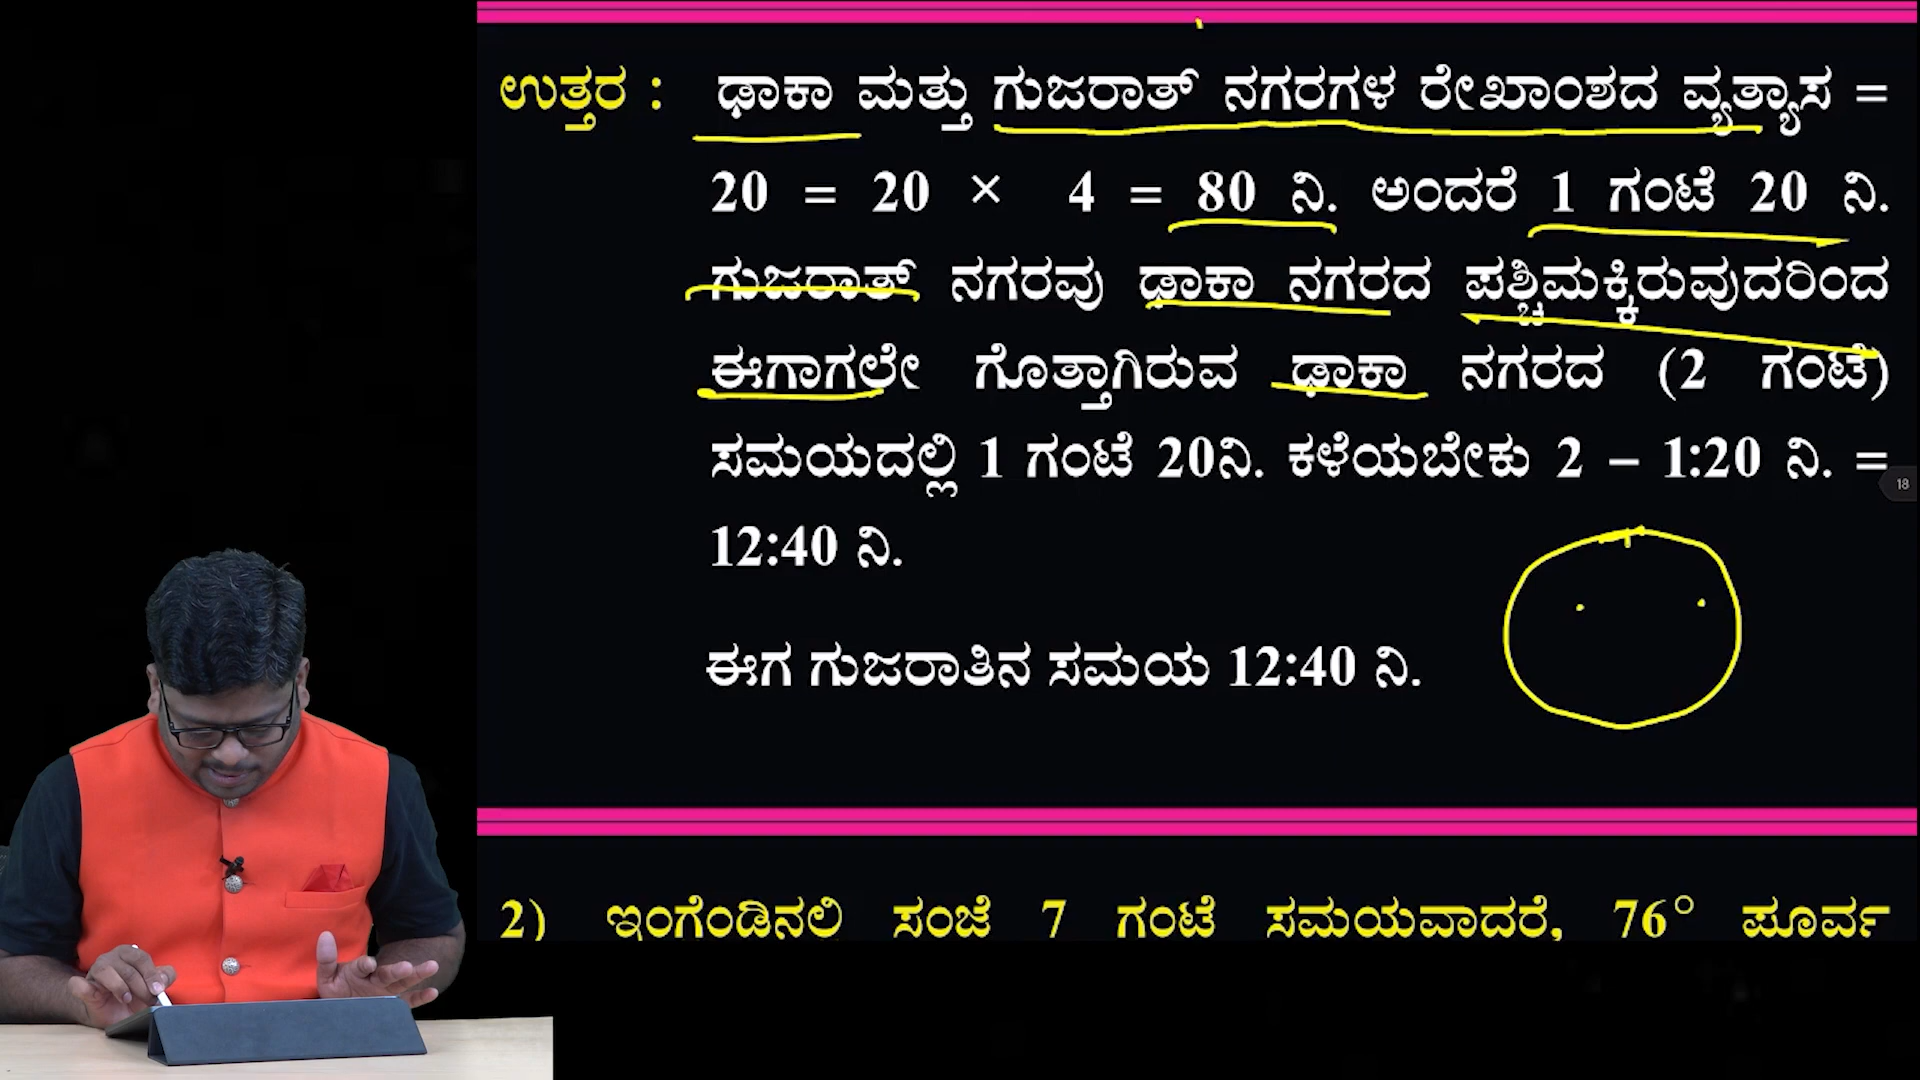 ಉತ್ತರ : ಢಾಕಾ ಮತ್ತು ಗುಜರಾತ್ ನಗರಗಳ ರೇಖಾಂಶದ ವ್ಯತ್ಯಾಸ =
20 = 20 × 4 = 80 ನಿ. ಅಂದರೆ 1 ಗಂಟೆ 20 ನಿ.
ಗುಜರಾತ್ ನಗರವು ಢಾಕಾ ನಗರದ ಪಶ್ಚಿಮಕ್ಕಿರುವುದರಿಂದ
ಈಗಾಗಲೇ ಗೊತ್ತಾಗಿರುವ ಢಾಕಾ ನಗರದ (2 ಗಂಟೆ)
ಸಮಯದಲ್ಲಿ 1 ಗಂಟೆ 20ನಿ. ಕಳೆಯಬೇಕು 2 – 1:20 ನಿ. =
18
12:40 ನಿ.
ಈಗ ಗುಜರಾತಿನ ಸಮಯ 12:40 ನಿ.
2) ಇಂಗೆಂಡಿನಲಿ ಸಂಜೆ 7 ಗಂಟೆ ಸಮಯವಾದರೆ, 76° ಪೂರ್ವ